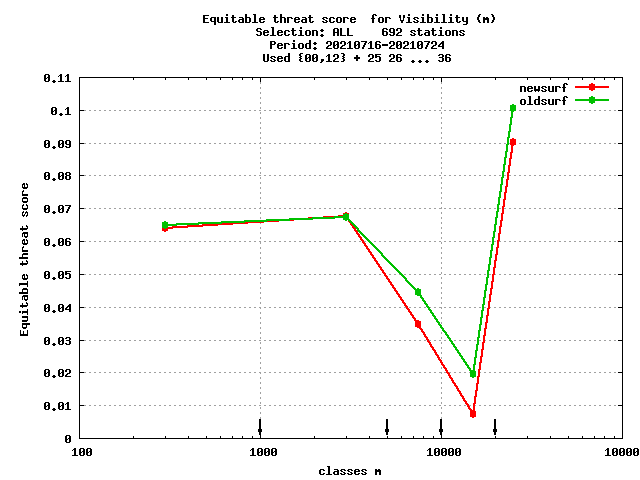 Equitable threat score  for Visibility (m)
Selection: ALL    692 stations
Period: 20210716-20210724
Used {00,12} + 25 26 ... 36
0.11
0.1
0.09
0.08
0.07
0.06
0.05
0.04
0.03
0.02
0.01
0
Equitable threat score
newsurf
oldsurf
100
1000
10000
10000
classes m